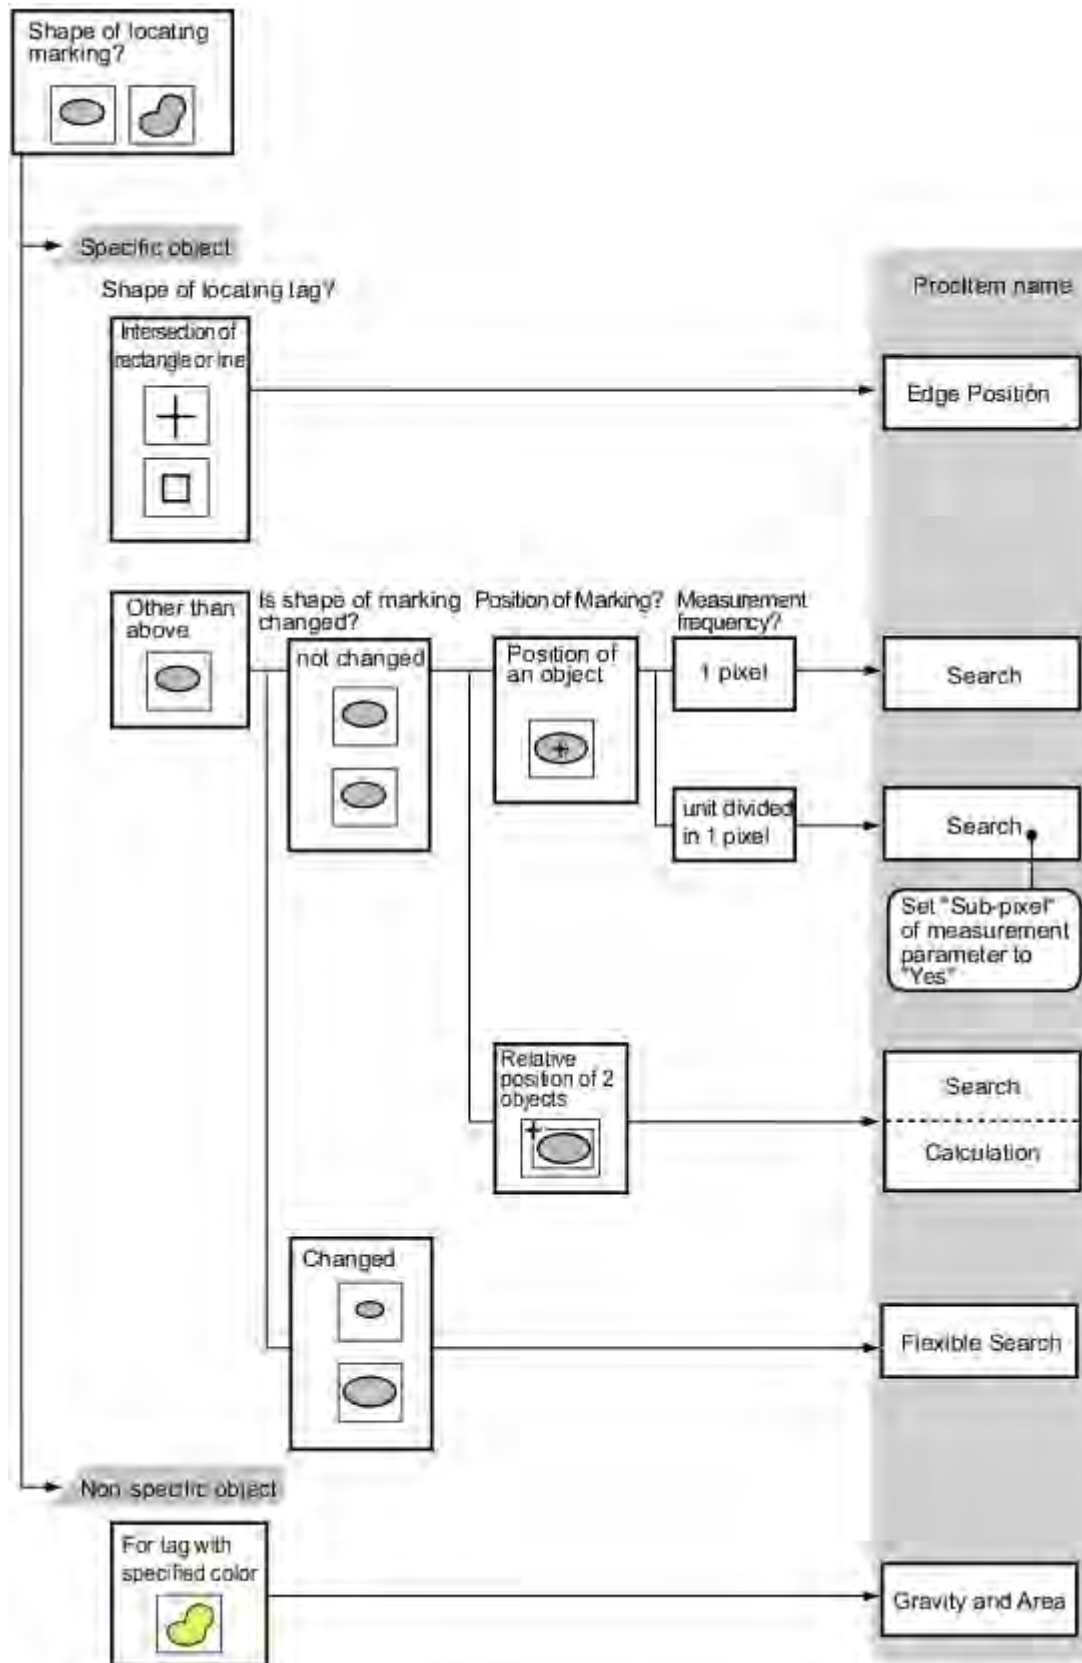 Shape of locating
marking?
Specific object
Shape of locating tag?
ProcItem name
Intersection of
rectangle or line
Edge Position
Other than
above
Is shape of marking
changed?
not changed
Position of Marking?
Position of
an object
Measurement
frequency?
1 pixel
Search
unit divided
in 1 pixel
Search
Set "Sub-pixel"
of measurement
parameter to
"Yes"
Relative
position of 2
objects
Search
Calculation
Changed
Flexible Search
Non specific object
For tag with
specified color
Gravity and Area